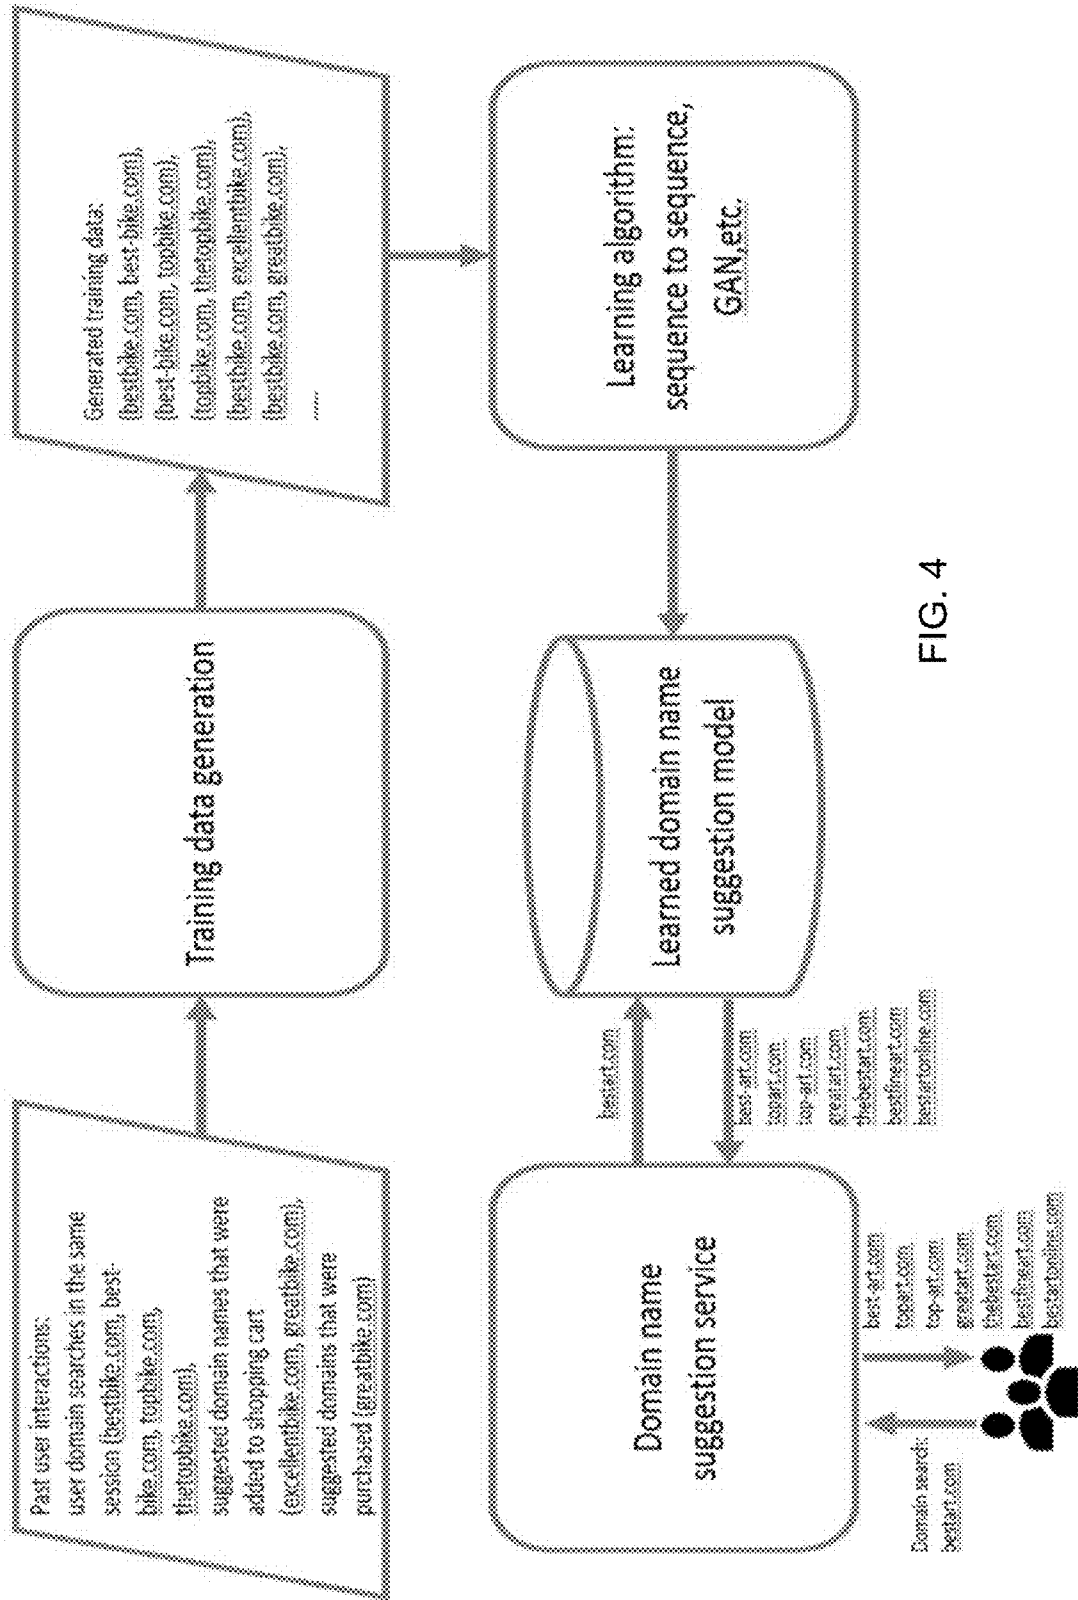 Past user interactions:
user domain searches in the same
session (bestbike.com, best-
bike.com, topbike.com,
thetopbike.com),
suggested domain names that were
added to shopping cart
(excellentbike.com, greatbike.com),
suggested domains that were
purchased (greatbike.com)
Training data generation
Generated training data:
(bestbike.com, best-bike.com),
(best-bike.com, topbike.com),
(topbike.com, thetopbike.com),
(bestbike.com, excellentbike.com),
(bestbike.com, greatbike.com),
......
Learning algorithm:
sequence to sequence,
GAN,etc.
Learned domain name
suggestion model
bestart.com
best-art.com
topart.com
top-art.com
greatart.com
thebestart.com
bestfineart.com
bestartonline.com
Domain name
suggestion service
Domain search:
bestart.com
best-art.com
topart.com
top-art.com
greatart.com
thebestart.com
bestfineart.com
bestartonline.com
FIG. 4